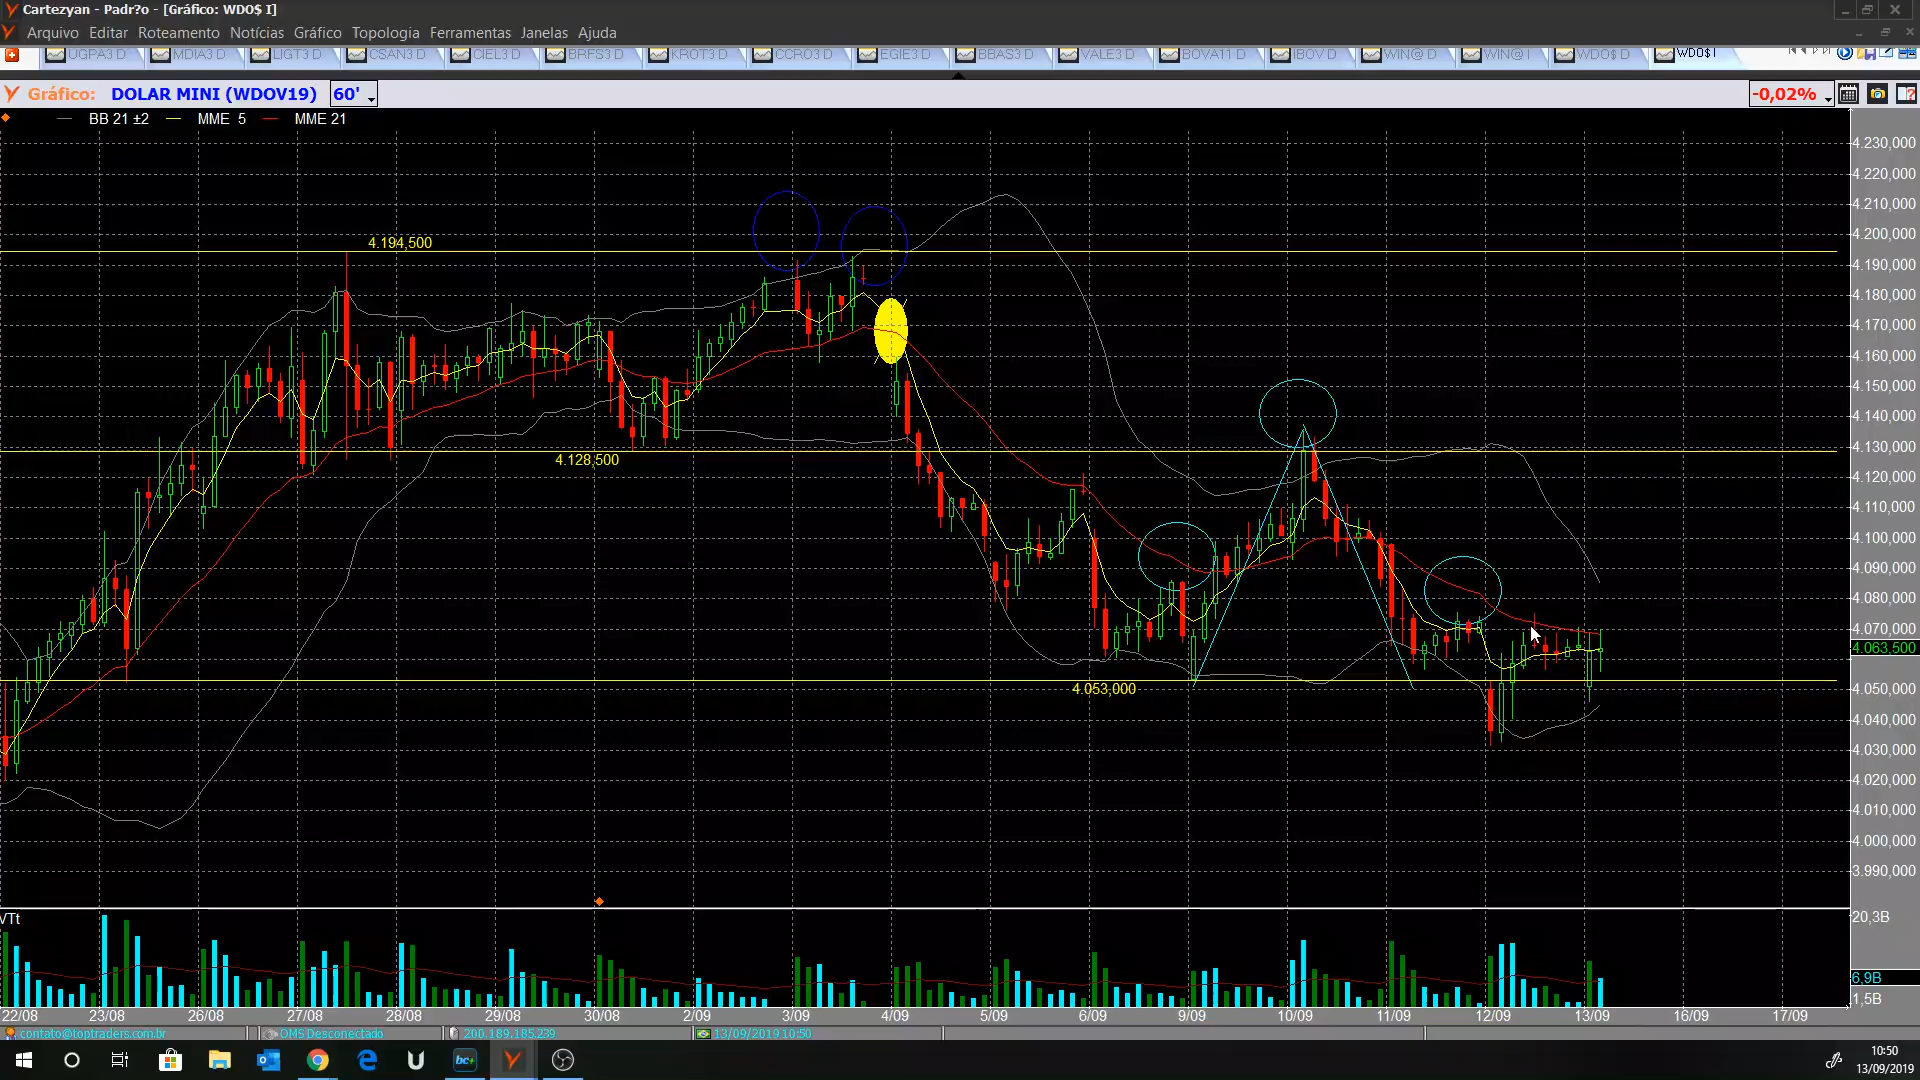 Cartezyan - Padr?o - [Gráfico: WDO$ I]
Arquivo Editar Roteamento Notícias Gráfico Topologia Ferramentas Janelas Ajuda
UGPA3 D MDIA3 D LIGT3 D CSAN3 D CIEL3 D BRFS3 D KROT3 D CCRO3 D EGIE3 D BBAS3 D VALE3 D BOVA11 D IBOV D WIN@ D WIN@ I WDO$ D WDO$ I
Gráfico: DOLAR MINI (WDOV19) 60' -0,02%
BB 21 ±2 MME 5 MME 21
4.230,000
4.220,000
4.210,000
4.200,000
4.194,500
4.190,000
4.180,000
4.170,000
4.160,000
4.150,000
4.140,000
4.130,000
4.128,500
4.120,000
4.110,000
4.100,000
4.090,000
4.080,000
4.070,000
4.063,500
4.053,000
4.050,000
4.040,000
4.030,000
4.020,000
4.010,000
4.000,000
3.990,000
VTt
20,3B
6,9B
1,5B
22/08 23/08 26/08 27/08 28/08 29/08 30/08 2/09 3/09 4/09 5/09 6/09 9/09 10/09 11/09 12/09 13/09 16/09 17/09
contato@toptraders.com.br DMS Desconectado 200.189.185.239 13/09/2019 10:50
bc+
10:50
13/09/2019